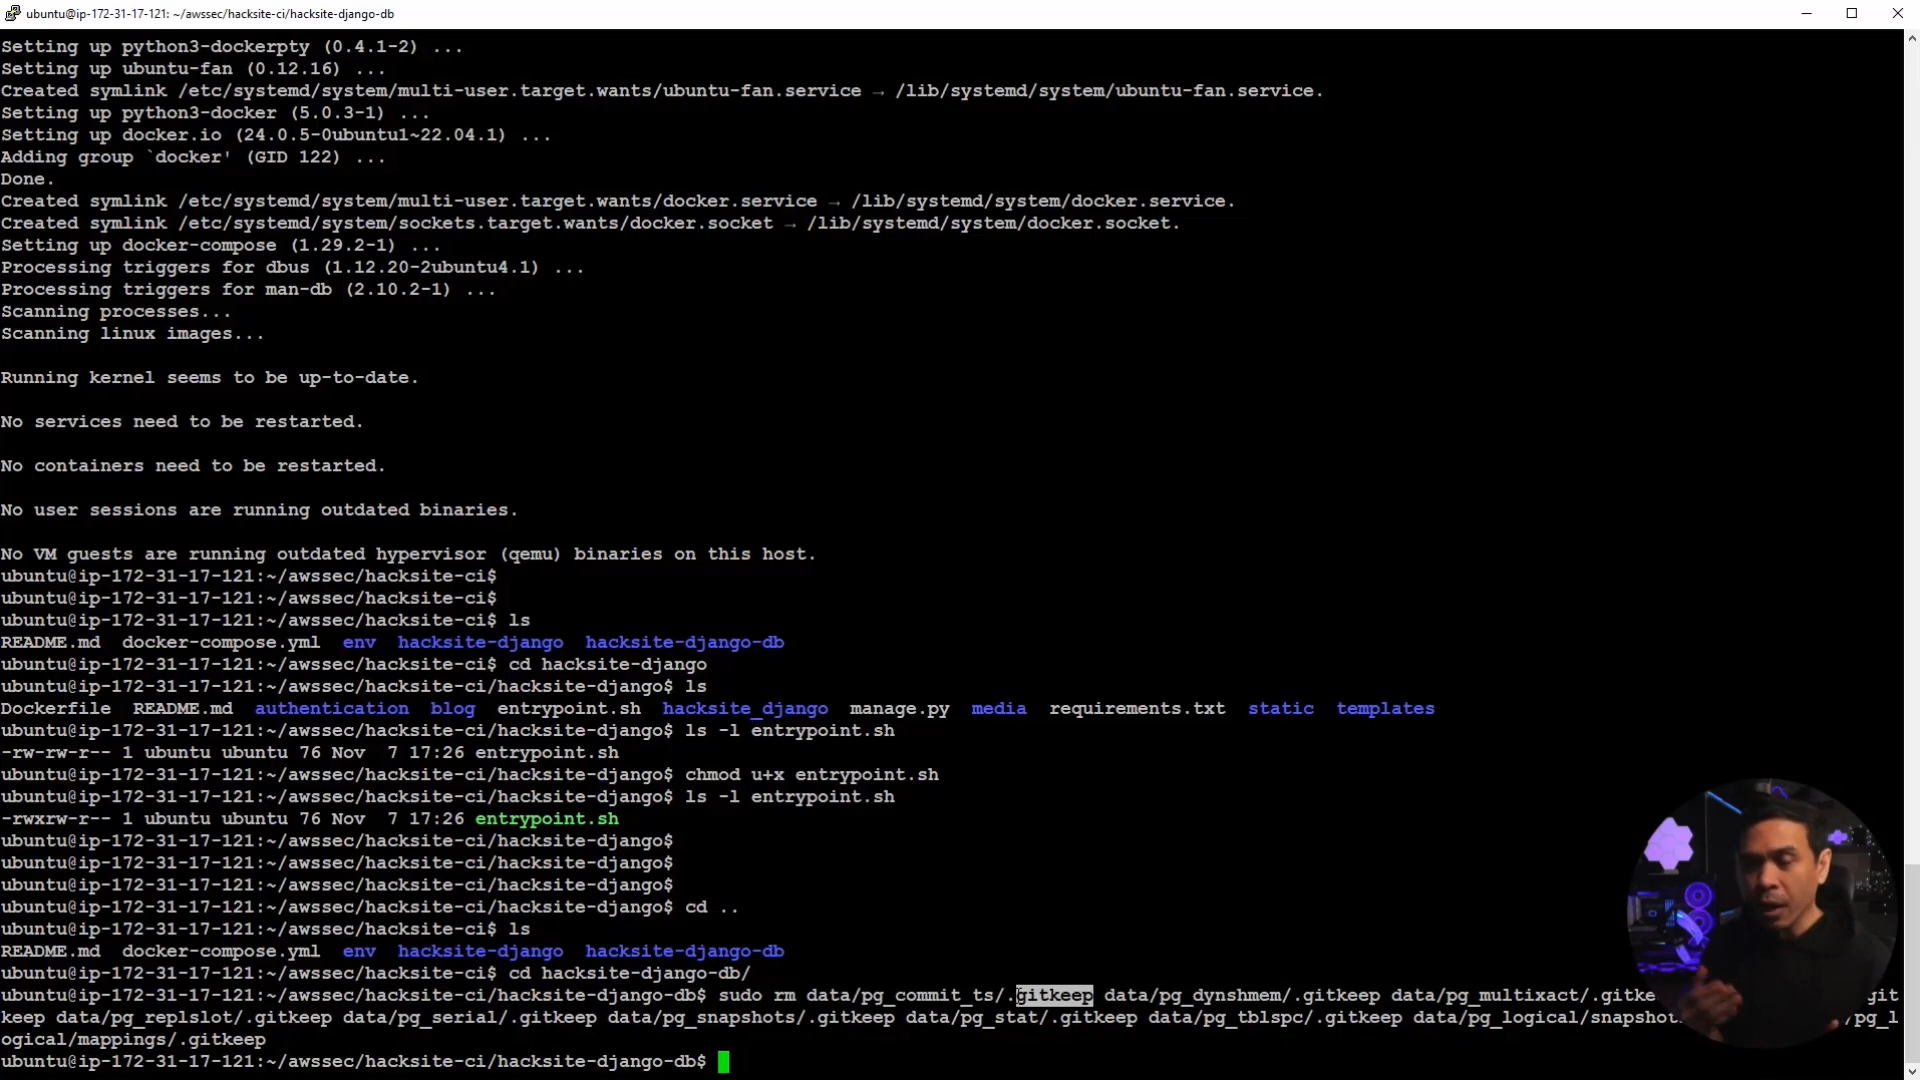 ubuntu@ip-172-31-17-121: ~/awssec/hacksite-ci/hacksite-django-db
Setting up python3-dockerpty (0.4.1-2) ...
Setting up ubuntu-fan (0.12.16) ...
Created symlink /etc/systemd/system/multi-user.target.wants/ubuntu-fan.service → /lib/systemd/system/ubuntu-fan.service.
Setting up python3-docker (5.0.3-1) ...
Setting up docker.io (24.0.5-0ubuntu1~22.04.1) ...
Adding group `docker' (GID 122) ...
Done.
Created symlink /etc/systemd/system/multi-user.target.wants/docker.service → /lib/systemd/system/docker.service.
Created symlink /etc/systemd/system/sockets.target.wants/docker.socket → /lib/systemd/system/docker.socket.
Setting up docker-compose (1.29.2-1) ...
Processing triggers for dbus (1.12.20-2ubuntu4.1) ...
Processing triggers for man-db (2.10.2-1) ...
Scanning processes...
Scanning linux images...
Running kernel seems to be up-to-date.
No services need to be restarted.
No containers need to be restarted.
No user sessions are running outdated binaries.
No VM guests are running outdated hypervisor (qemu) binaries on this host.
ubuntu@ip-172-31-17-121:~/awssec/hacksite-ci$
ubuntu@ip-172-31-17-121:~/awssec/hacksite-ci$
ubuntu@ip-172-31-17-121:~/awssec/hacksite-ci$ ls
README.md docker-compose.yml env hacksite-django hacksite-django-db
ubuntu@ip-172-31-17-121:~/awssec/hacksite-ci$ cd hacksite-django
ubuntu@ip-172-31-17-121:~/awssec/hacksite-ci/hacksite-django$ ls
Dockerfile README.md authentication blog entrypoint.sh hacksite_django manage.py media requirements.txt static templates
ubuntu@ip-172-31-17-121:~/awssec/hacksite-ci/hacksite-django$ ls -l entrypoint.sh
-rw-rw-r-- 1 ubuntu ubuntu 76 Nov 7 17:26 entrypoint.sh
ubuntu@ip-172-31-17-121:~/awssec/hacksite-ci/hacksite-django$ chmod u+x entrypoint.sh
ubuntu@ip-172-31-17-121:~/awssec/hacksite-ci/hacksite-django$ ls -l entrypoint.sh
-rwxrw-r-- 1 ubuntu ubuntu 76 Nov 7 17:26 entrypoint.sh
ubuntu@ip-172-31-17-121:~/awssec/hacksite-ci/hacksite-django$
ubuntu@ip-172-31-17-121:~/awssec/hacksite-ci/hacksite-django$
ubuntu@ip-172-31-17-121:~/awssec/hacksite-ci/hacksite-django$
ubuntu@ip-172-31-17-121:~/awssec/hacksite-ci/hacksite-django$ cd ..
ubuntu@ip-172-31-17-121:~/awssec/hacksite-ci$ ls
README.md docker-compose.yml env hacksite-django hacksite-django-db
ubuntu@ip-172-31-17-121:~/awssec/hacksite-ci$ cd hacksite-django-db/
ubuntu@ip-172-31-17-121:~/awssec/hacksite-ci/hacksite-django-db$ sudo rm data/pg_commit_ts/.gitkeep data/pg_dynshmem/.gitkeep data/pg_multixact/.gitke git
keep data/pg_replslot/.gitkeep data/pg_serial/.gitkeep data/pg_snapshots/.gitkeep data/pg_stat/.gitkeep data/pg_tblspc/.gitkeep data/pg_logical/snapshot /pg_l
ogical/mappings/.gitkeep
ubuntu@ip-172-31-17-121:~/awssec/hacksite-ci/hacksite-django-db$